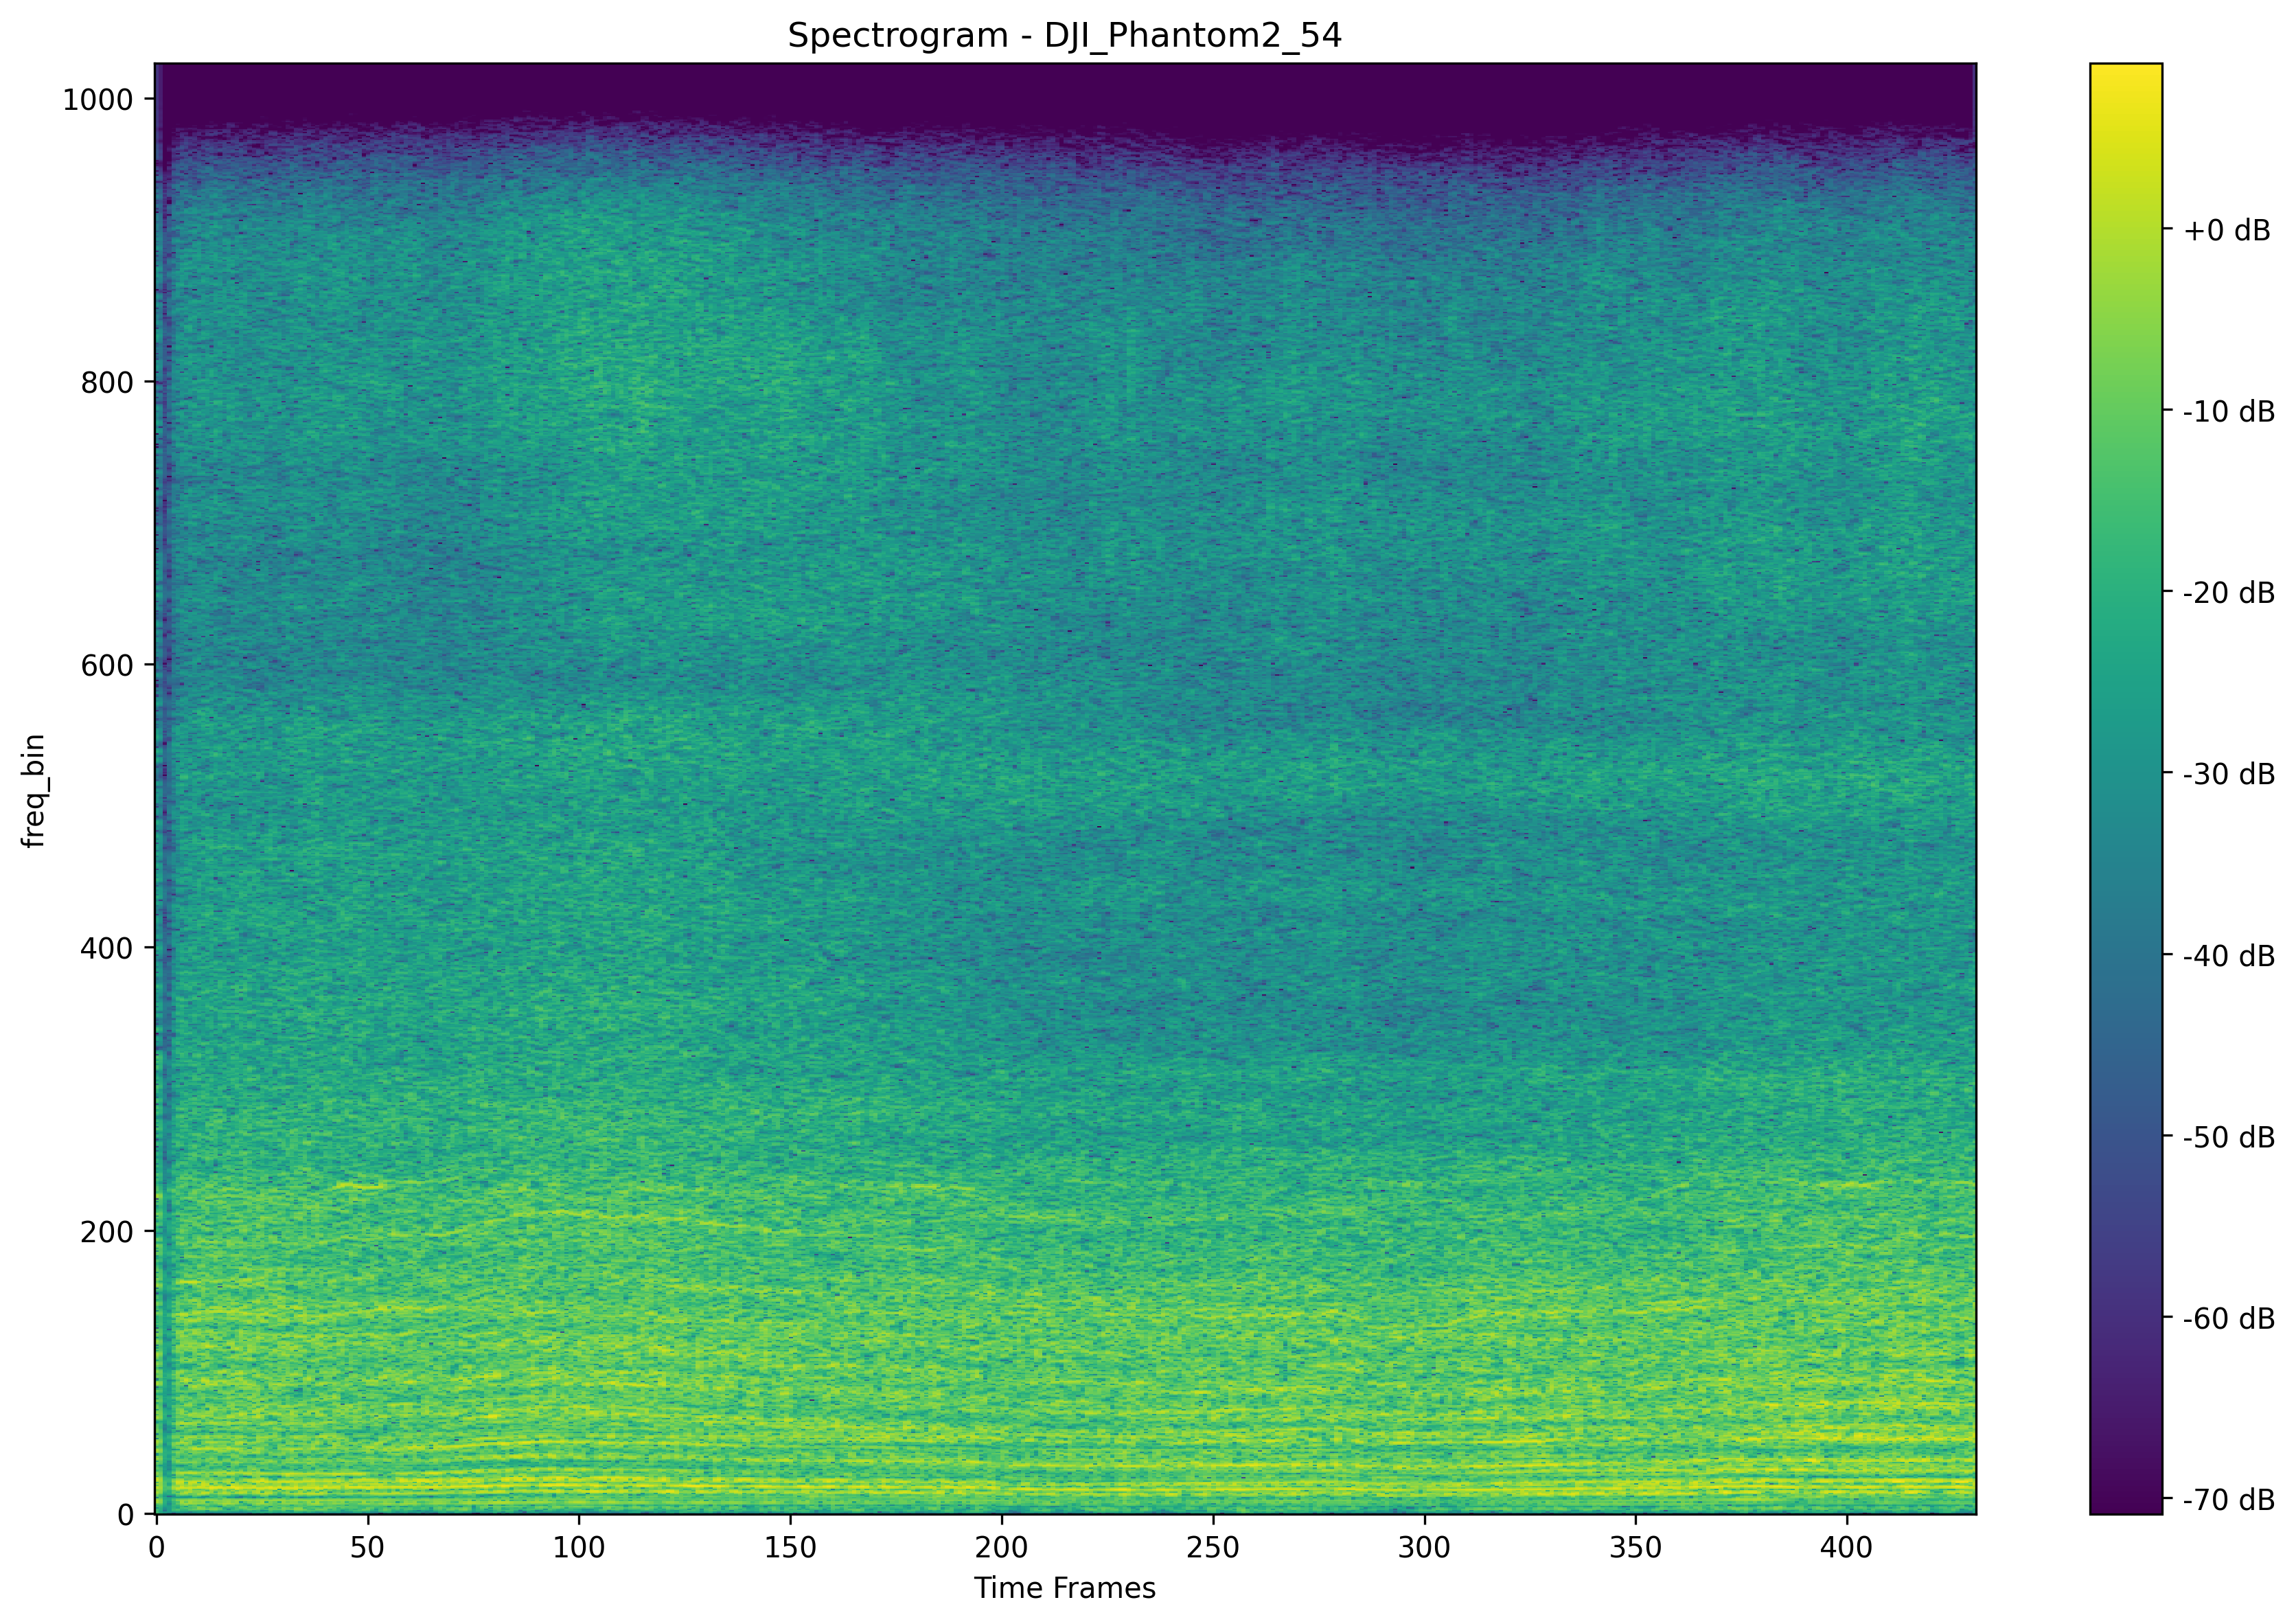 Spectrogram - DJI_Phantom2_54
1000
800
600
400
200
0
freq_bin
0 50 100 150 200 250 300 350 400
Time Frames
+0 dB
-10 dB
-20 dB
-30 dB
-40 dB
-50 dB
-60 dB
-70 dB